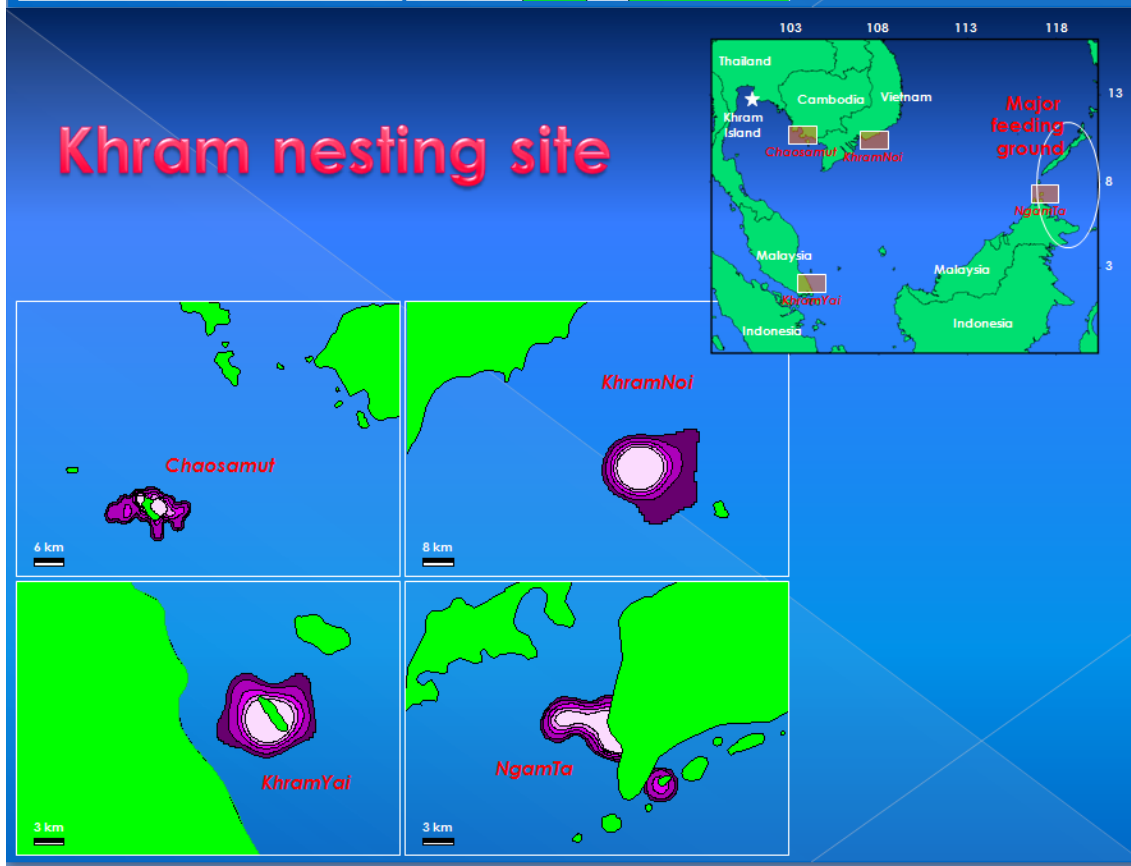 Khram nesting site
103 108 113 118
Thailand
Cambodia
Vietnam
Khram
Island
Major
feeding
ground
13
Chaosamut
KhramNoi
8
NgamTa
Malaysia
Malaysia
3
KhramYai
Indonesia
Indonesia
Chaosamut
6 km
KhramNoi
8 km
KhramYai
3 km
NgamTa
3 km